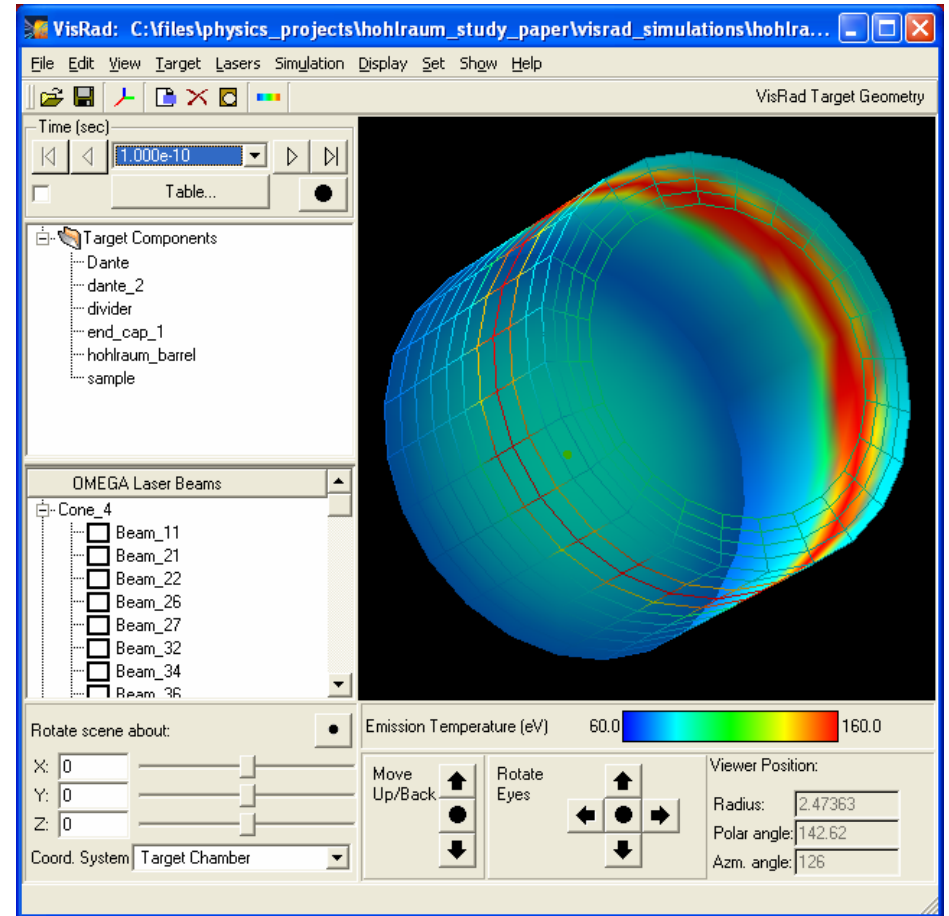 VisRad: C:\files\physics_projects\hohlraum_study_paper\visrad_simulations\hohlra...
File Edit View Target Lasers Simulation Display Set Show Help
VisRad Target Geometry
Time (sec)
1.000e-10
Table...
Target Components
Dante
dante_2
divider
end_cap_1
hohlraum_barrel
sample
OMEGA Laser Beams
Cone_4
Beam_11
Beam_21
Beam_22
Beam_26
Beam_27
Beam_32
Beam_34
Beam_36
Rotate scene about:
X: 0
Y: 0
Z: 0
Coord. System Target Chamber
Emission Temperature (eV) 60.0 160.0
Move
Up/Back
Rotate
Eyes
Viewer Position:
Radius: 2.47363
Polar angle: 142.62
Azm. angle: 126